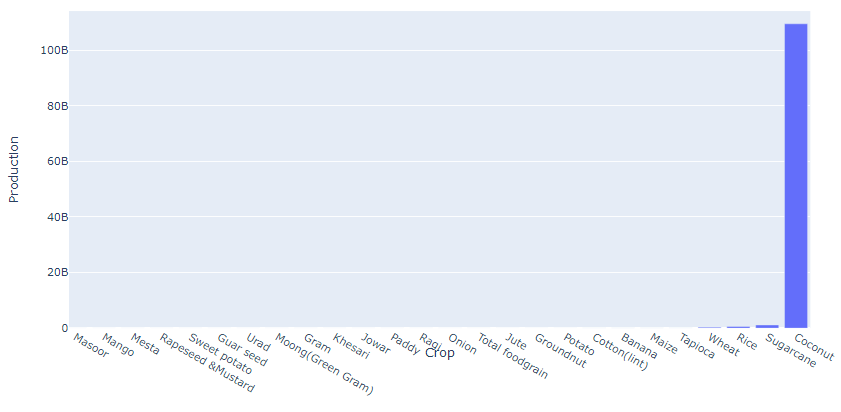 Production
100B
80B
60B
40B
20B
0
Masoor
Mango
Mesta
Rapeseed &Mustard
Sweet potato
Guar seed
Urad
Moong(Green Gram)
Gram
Khesari
Jowar
Paddy
Ragi
Onion
Total foodgrain
Jute
Groundnut
Potato
Cotton(lint)
Banana
Maize
Tapioca
Wheat
Rice
Sugarcane
Coconut
Crop